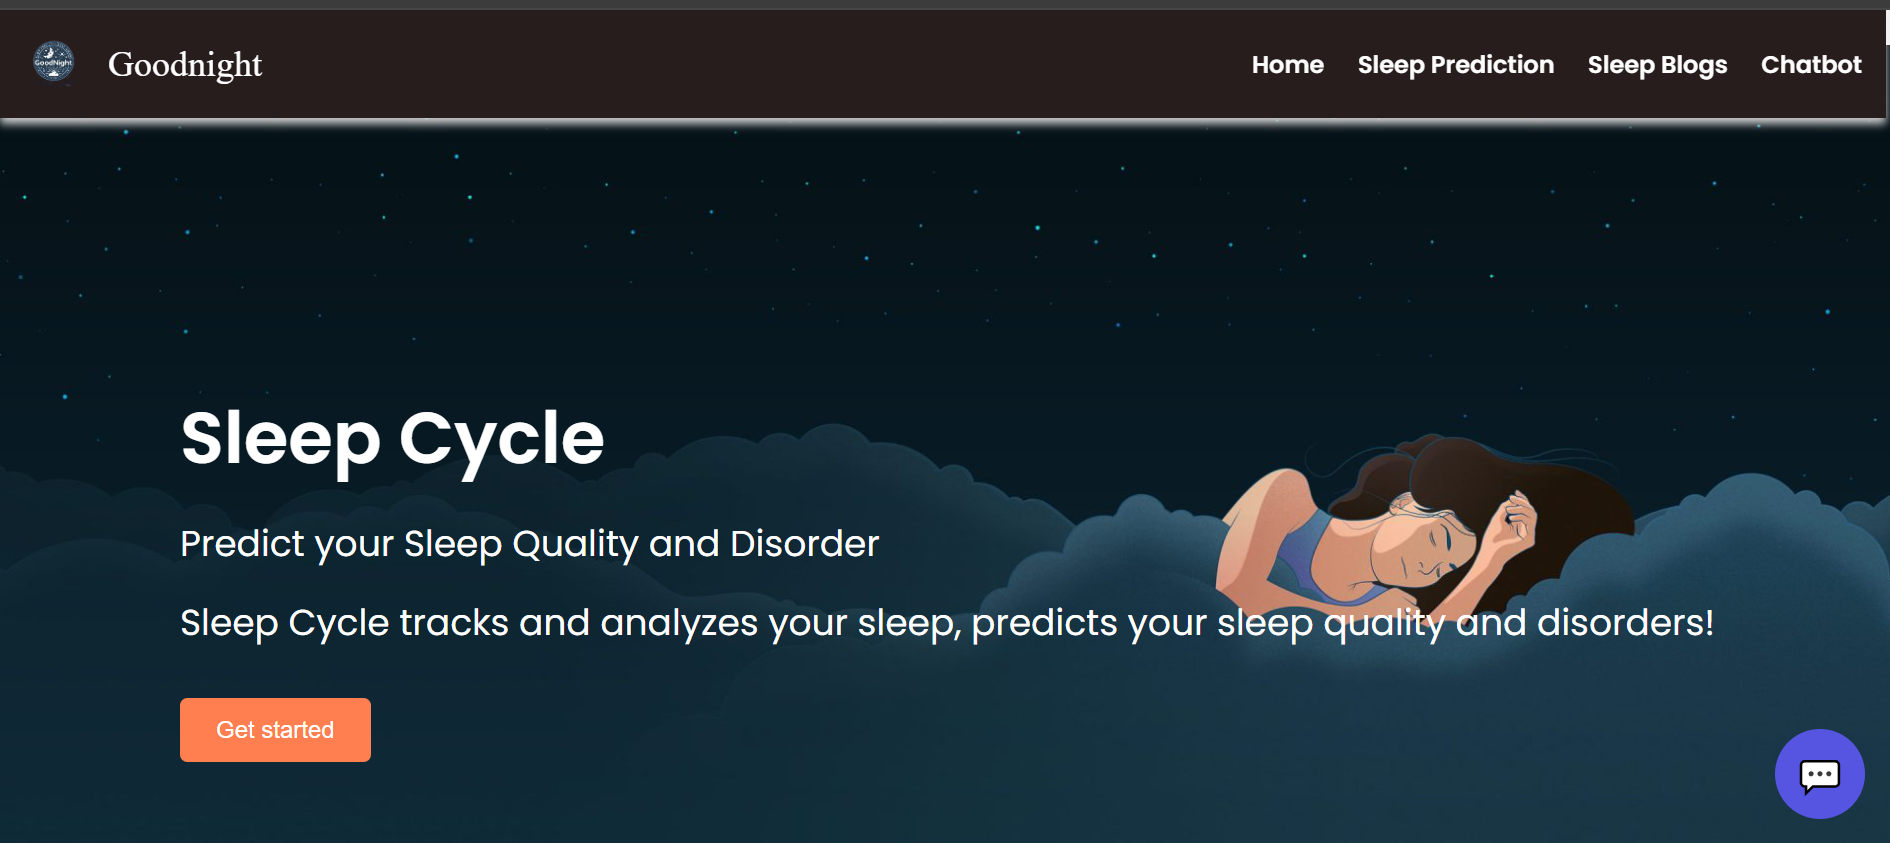 GoodNight
Goodnight
Home Sleep Prediction Sleep Blogs Chatbot
Sleep Cycle
Predict your Sleep Quality and Disorder
Sleep Cycle tracks and analyzes your sleep, predicts your sleep quality and disorders!
Get started